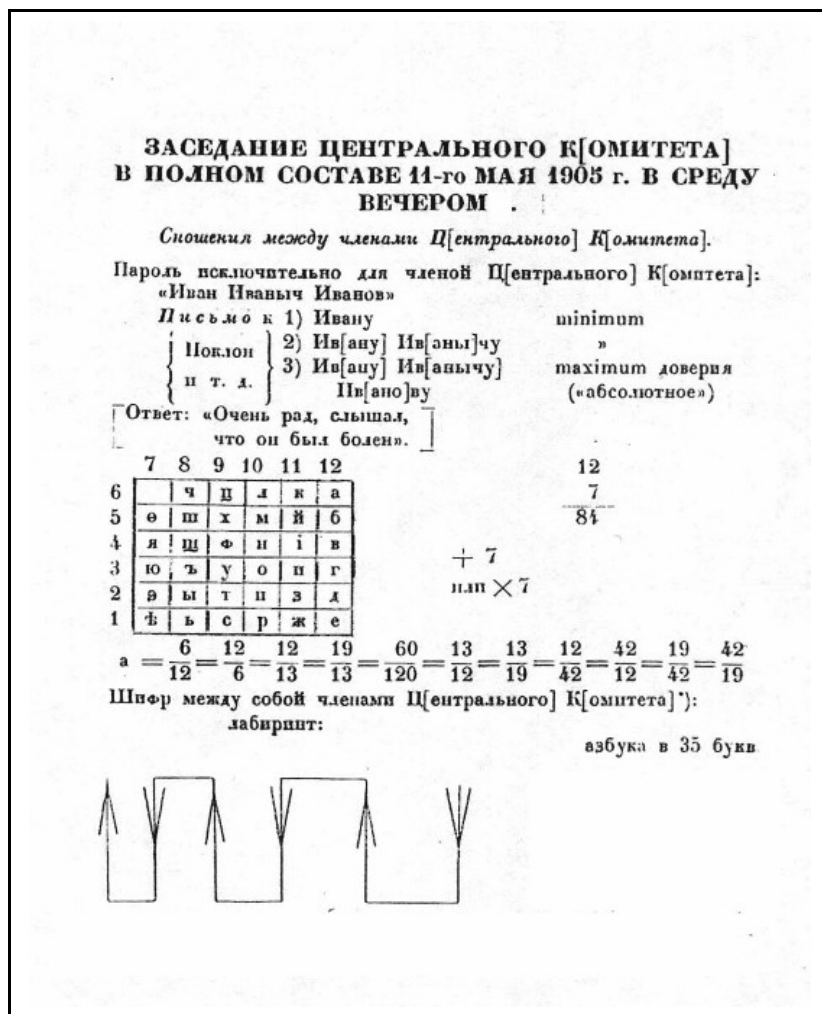 ЗАСЕДАНИЕ ЦЕНТРАЛЬНОГО К[ОМИТЕТА]
В ПОЛНОМ СОСТАВЕ 11-го МАЯ 1905 г. В СРЕДУ
ВЕЧЕРОМ .
Сношения между членами Ц[ентрального] К[омитета].
Пароль исключительно для членой Ц[ентрального] К[омитета]:
«Иван Иваныч Иванов»
Письмо к 1) Ивану minimum
Поклон 2) Ив[ану] Ив[аны]чу »
и т. д. 3) Ив[ану] Ив[анычу] maximum доверия
Ив[ано]ву («абсолютное»)
Ответ: «Очень рад, слышал,
что он был болен».
7 8 9 10 11 12 12
6 ч ц л к а 7
5 ѳ ш х м й б 84
4 я щ ф н і в
+ 7
3 ю ъ у о и г
или × 7
2 э ы т п з д
1 ѣ ь с р ж е
а = 6/12 = 12/6 = 12/13 = 19/13 = 60/120 = 13/12 = 13/19 = 12/42 = 42/12 = 19/42 = 42/19
Шифр между собой членами Ц[ентрального] К[омитета]*):
лабиринт:
азбука в 35 букв